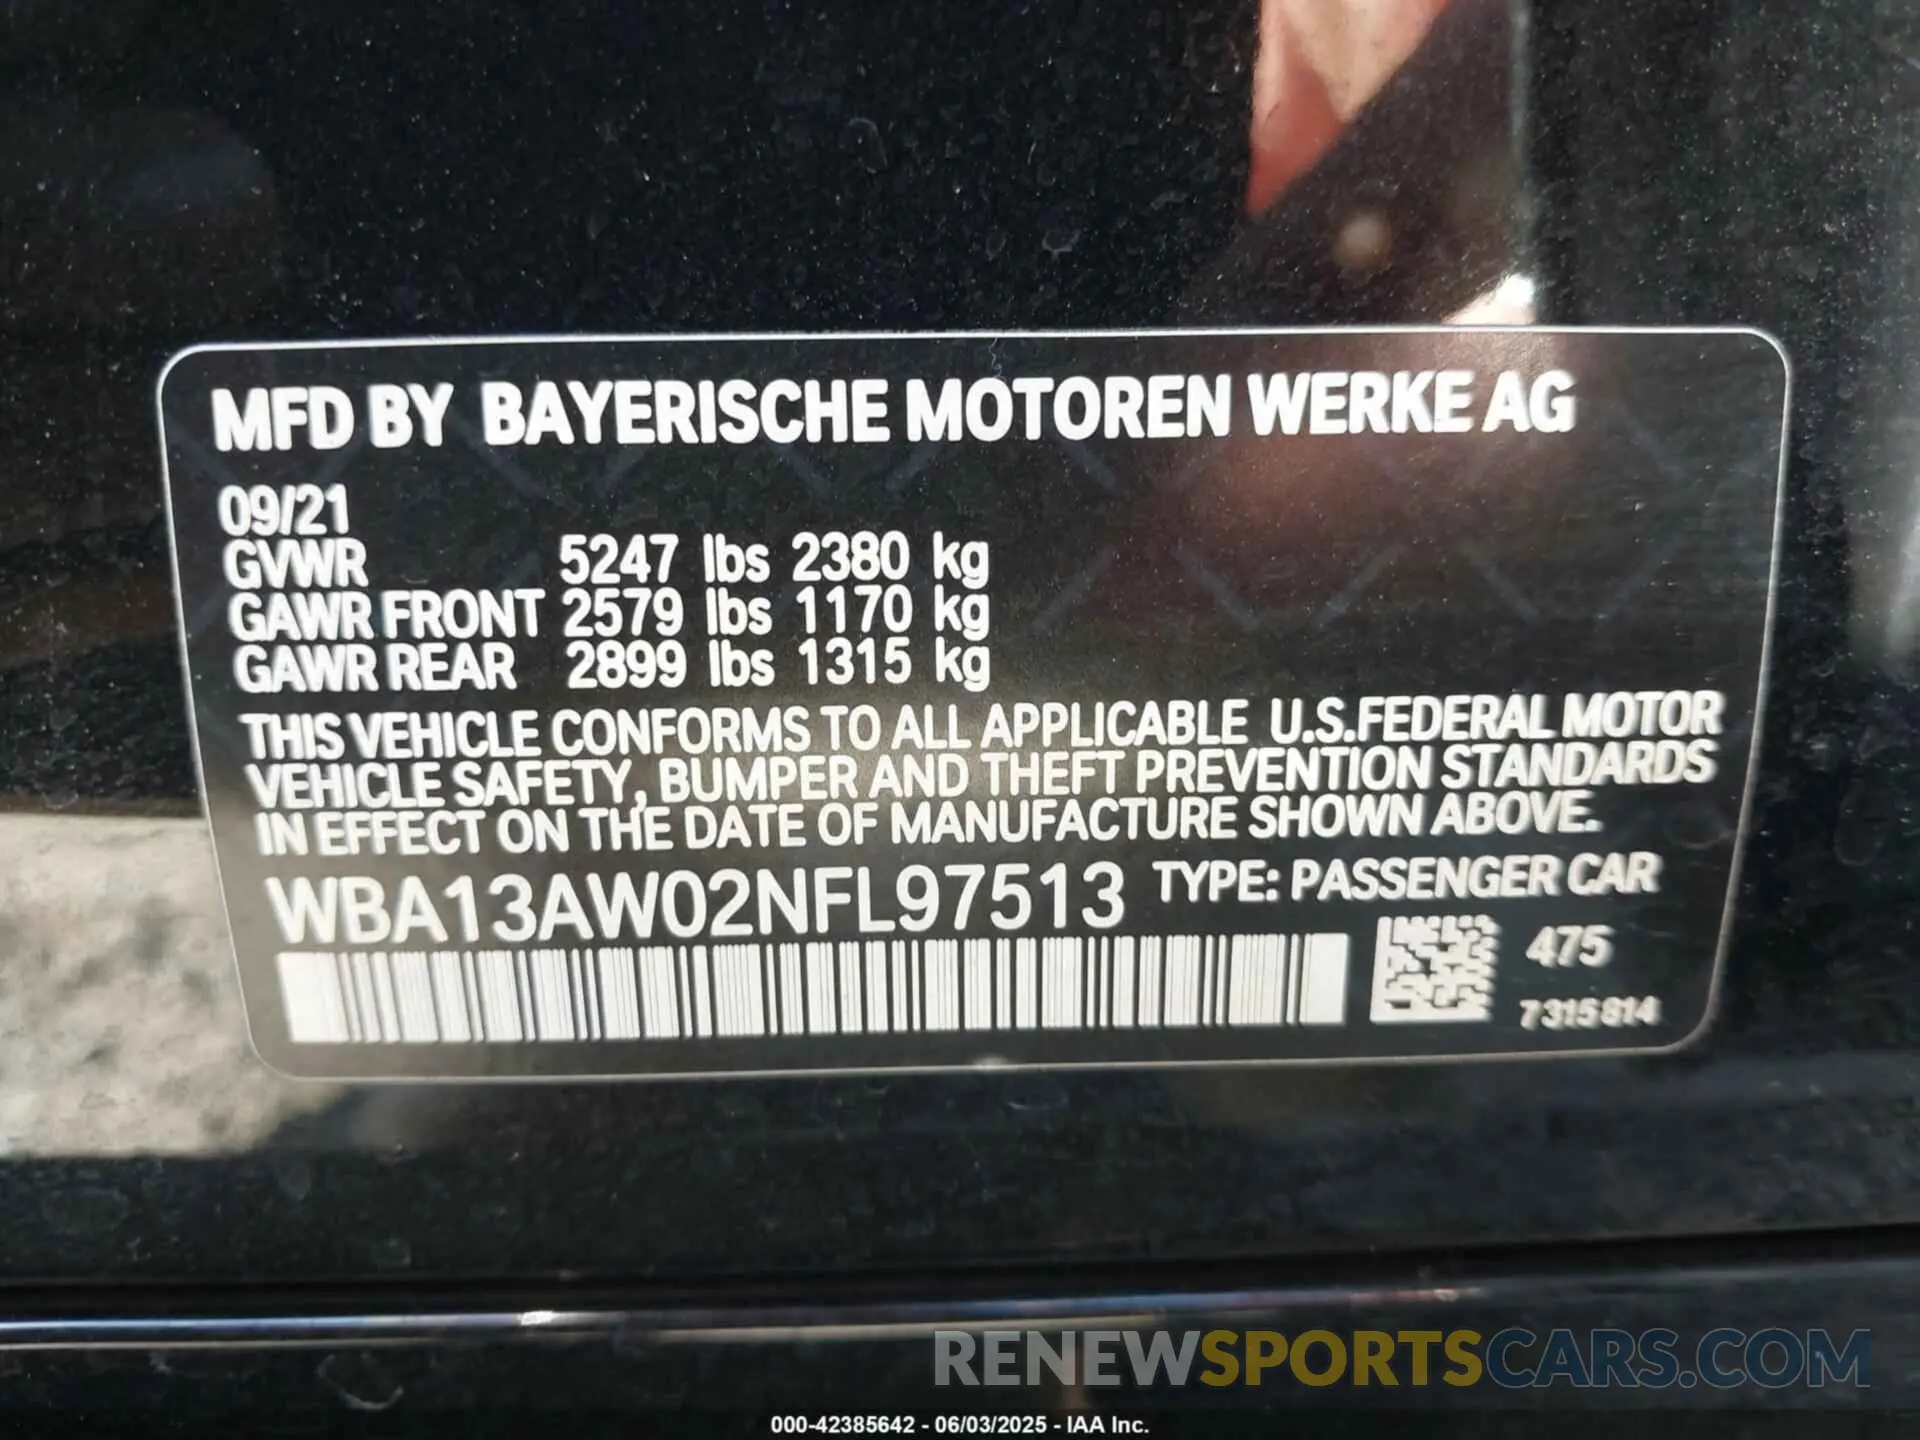 MFD BY BAYERISCHE MOTOREN WERKE AG
09/21
GVWR 5247 lbs 2380 kg
GAWR FRONT 2579 lbs 1170 kg
GAWR REAR 2899 lbs 1315 kg
THIS VEHICLE CONFORMS TO ALL APPLICABLE U.S.FEDERAL MOTOR
VEHICLE SAFETY, BUMPER AND THEFT PREVENTION STANDARDS
IN EFFECT ON THE DATE OF MANUFACTURE SHOWN ABOVE.
WBA13AW02NFL97513 TYPE: PASSENGER CAR
475
7315814
RENEWSPORTSCARS.COM
000-42385642 - 06/03/2025 - IAA Inc.